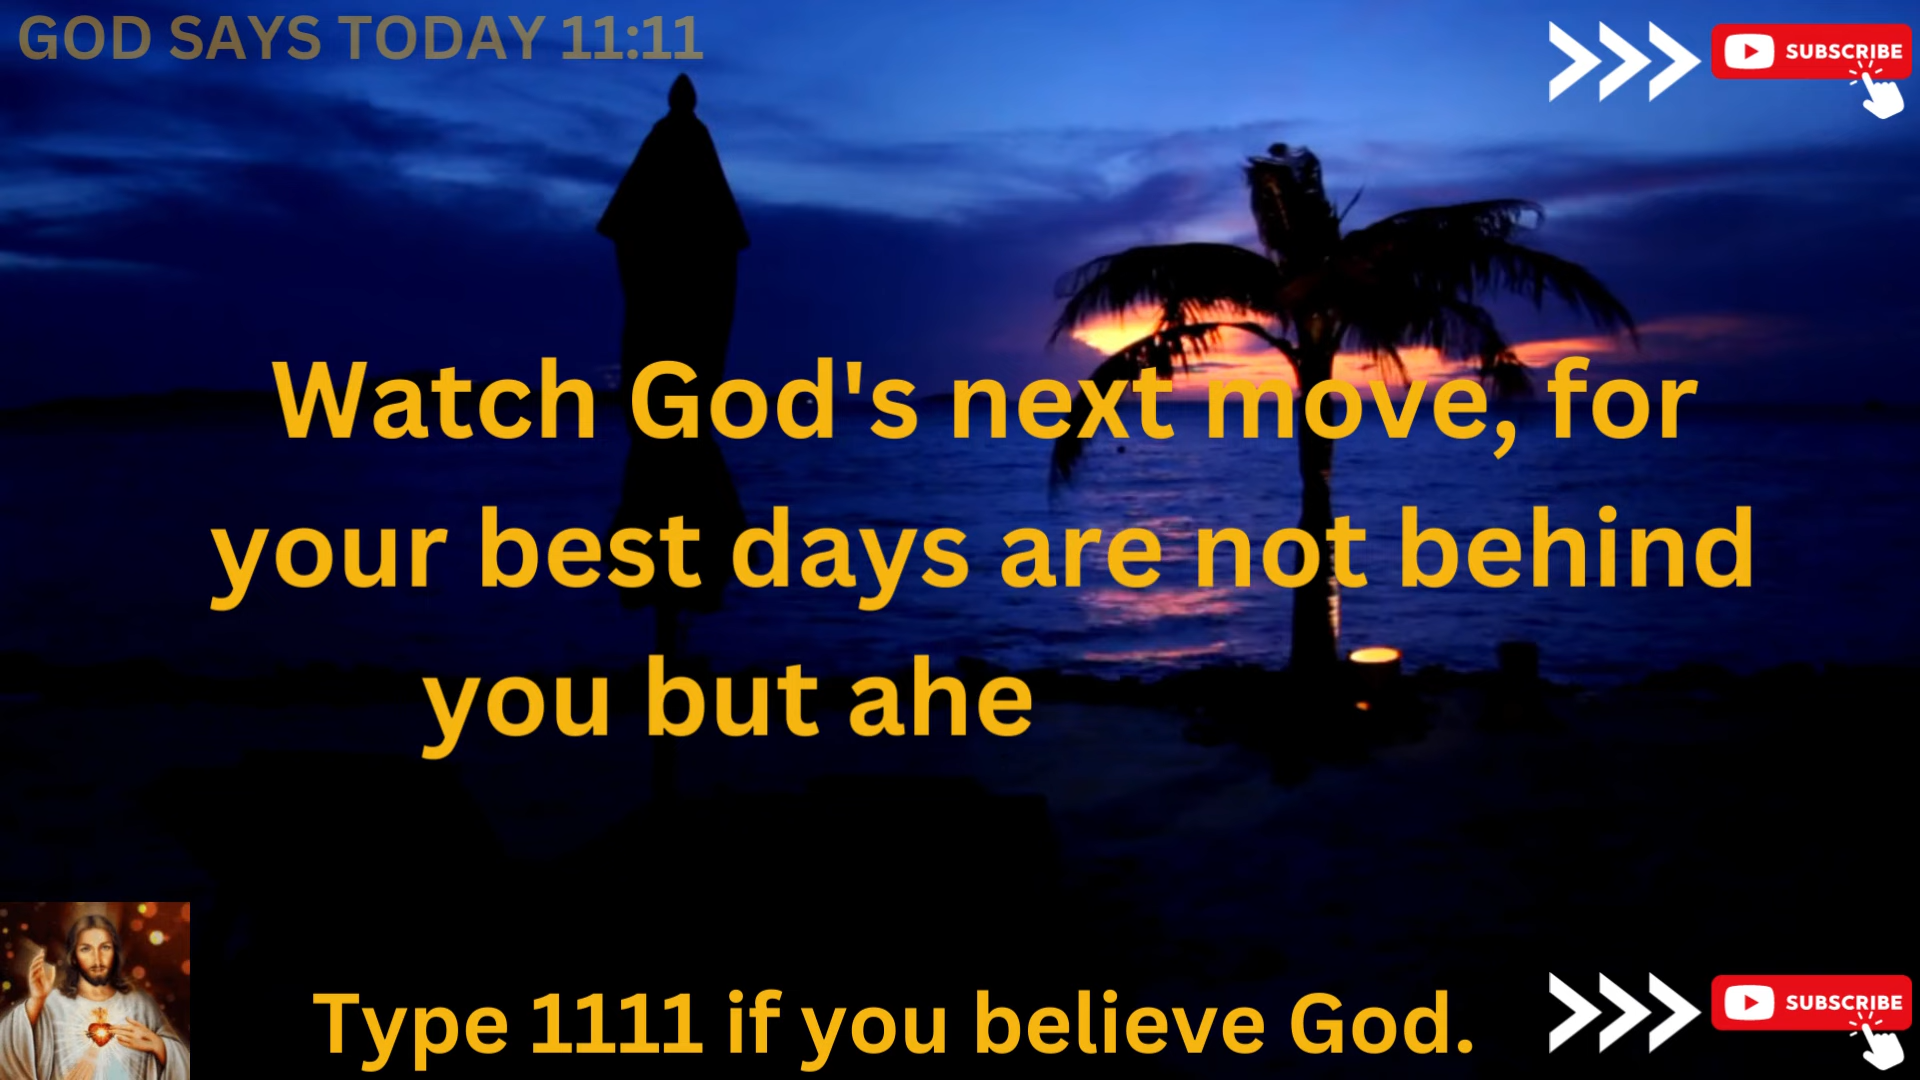 GOD SAYS TODAY 11:11
SUBSCRIBE
Watch God's next move, for
your best days are not behind
you but ahe
Type 1111 if you believe God.
SUBSCRIBE